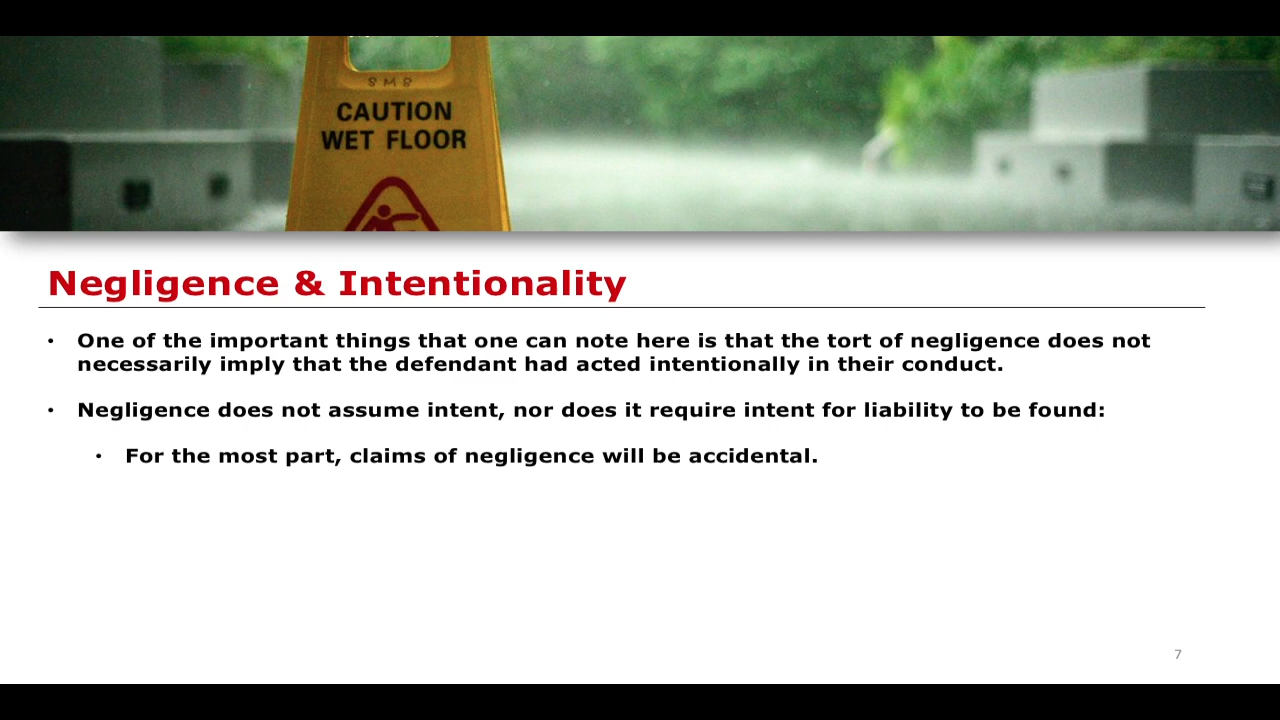 SMS
CAUTION
WET FLOOR
Negligence & Intentionality
• One of the important things that one can note here is that the tort of negligence does not
necessarily imply that the defendant had acted intentionally in their conduct.
• Negligence does not assume intent, nor does it require intent for liability to be found:
• For the most part, claims of negligence will be accidental.
7